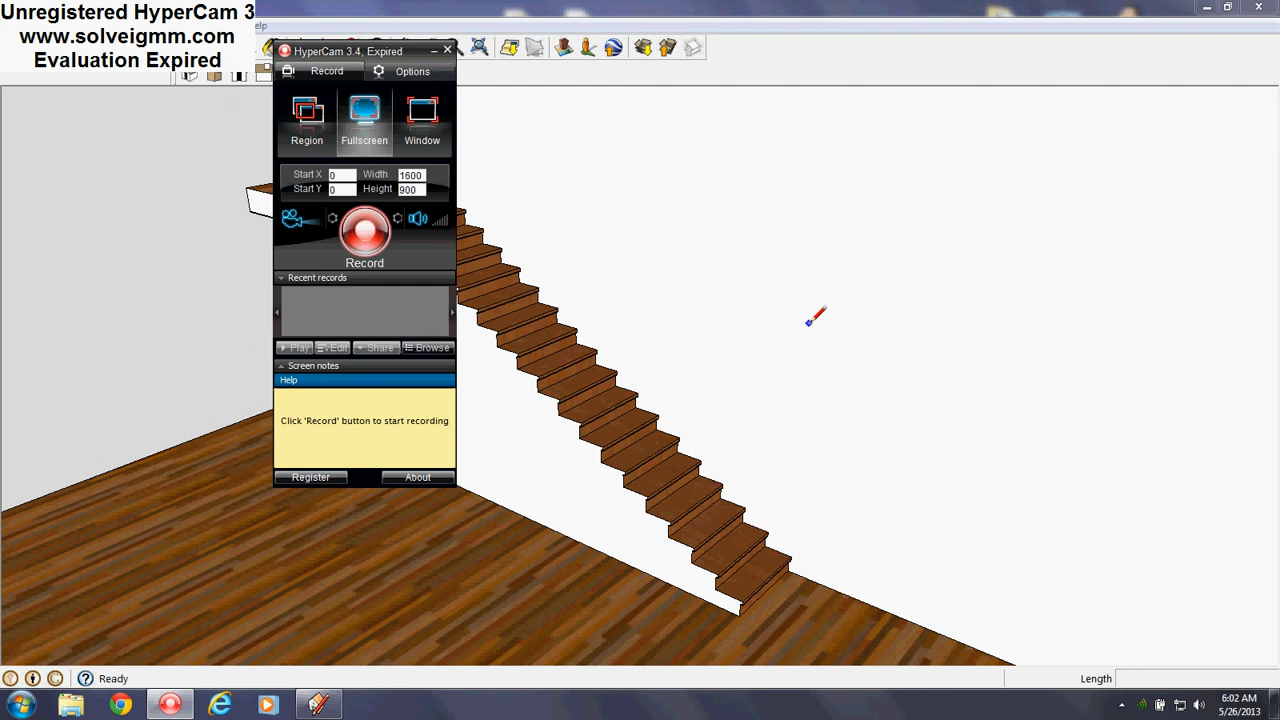 Unregistered HyperCam 3
www.solveigmm.com
Evaluation Expired
elp
HyperCam 3.4, Expired
Record
Options
Region
Fullscreen
Window
Start X 0 Width 1600
Start Y 0 Height 900
Record
Recent records
Play Edit Share Browse
Screen notes
Help
Click 'Record' button to start recording
Register
About
Ready
Length
6:02 AM
5/26/2013